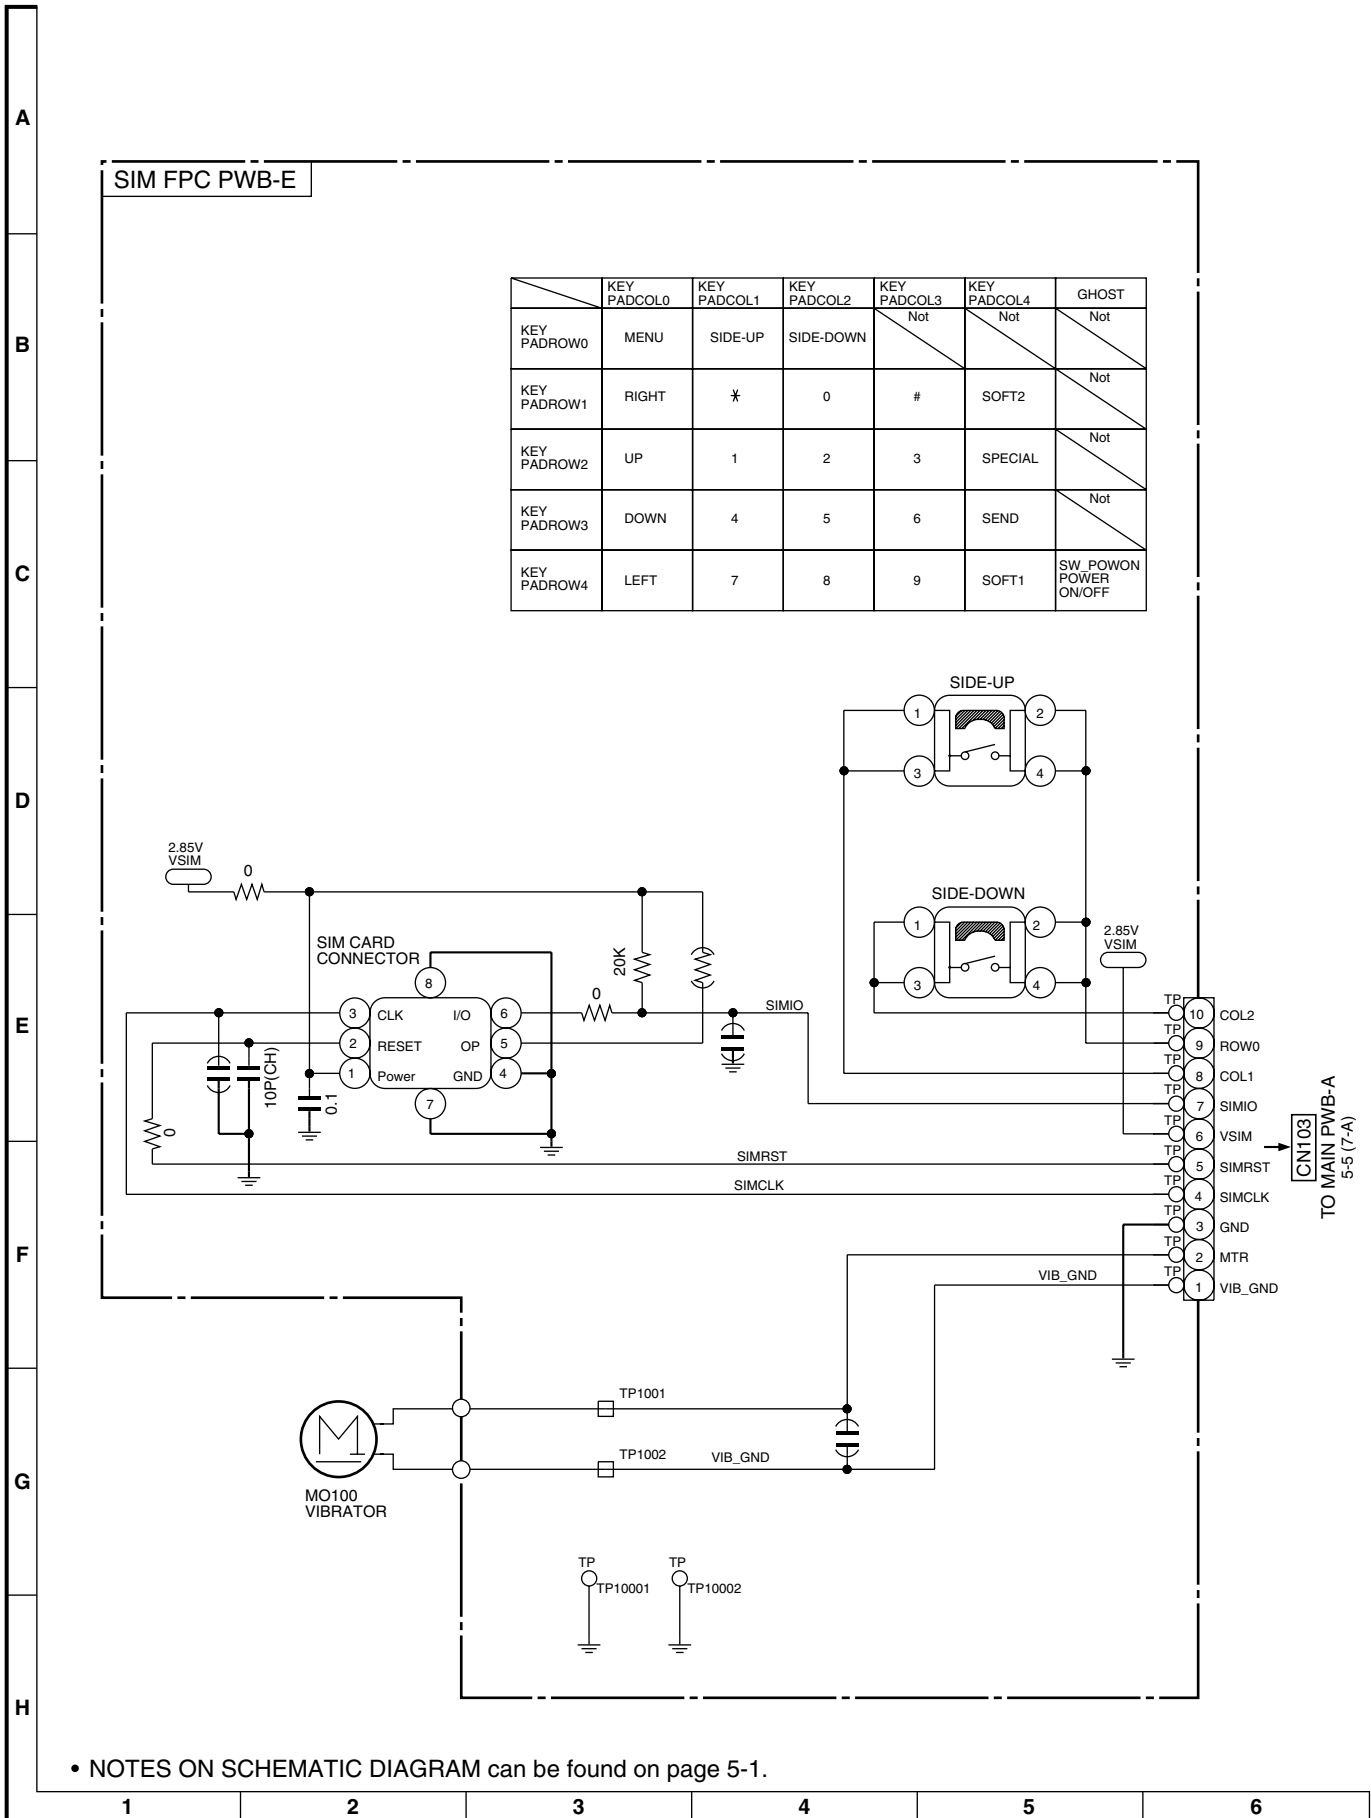 A
B
C
D
E
F
G
H
SIM FPC PWB-E
KEY PADCOL0 KEY PADCOL1 KEY PADCOL2 KEY PADCOL3 KEY PADCOL4 GHOST
KEY PADROW0 MENU SIDE-UP SIDE-DOWN Not Not Not
KEY PADROW1 RIGHT * 0 # SOFT2 Not
KEY PADROW2 UP 1 2 3 SPECIAL Not
KEY PADROW3 DOWN 4 5 6 SEND Not
KEY PADROW4 LEFT 7 8 9 SOFT1 SW_POWON POWER ON/OFF
SIDE-UP
1 2
3 4
SIDE-DOWN
1 2
3 4
2.85V
VSIM
0
SIM CARD
CONNECTOR
8
3 CLK I/O 6
2 RESET OP 5
1 Power GND 4
7
0
20K
10P(CH)
0.1
0
SIMIO
SIMRST
SIMCLK
2.85V
VSIM
TP 10 COL2
TP 9 ROW0
TP 8 COL1
TP 7 SIMIO
TP 6 VSIM
TP 5 SIMRST
TP 4 SIMCLK
TP 3 GND
TP 2 MTR
TP 1 VIB_GND
CN103
TO MAIN PWB-A
5-5 (7-A)
VIB_GND
TP1001
TP1002
VIB_GND
M
MO100
VIBRATOR
TP TP
TP10001 TP10002
• NOTES ON SCHEMATIC DIAGRAM can be found on page 5-1.
1 2 3 4 5 6